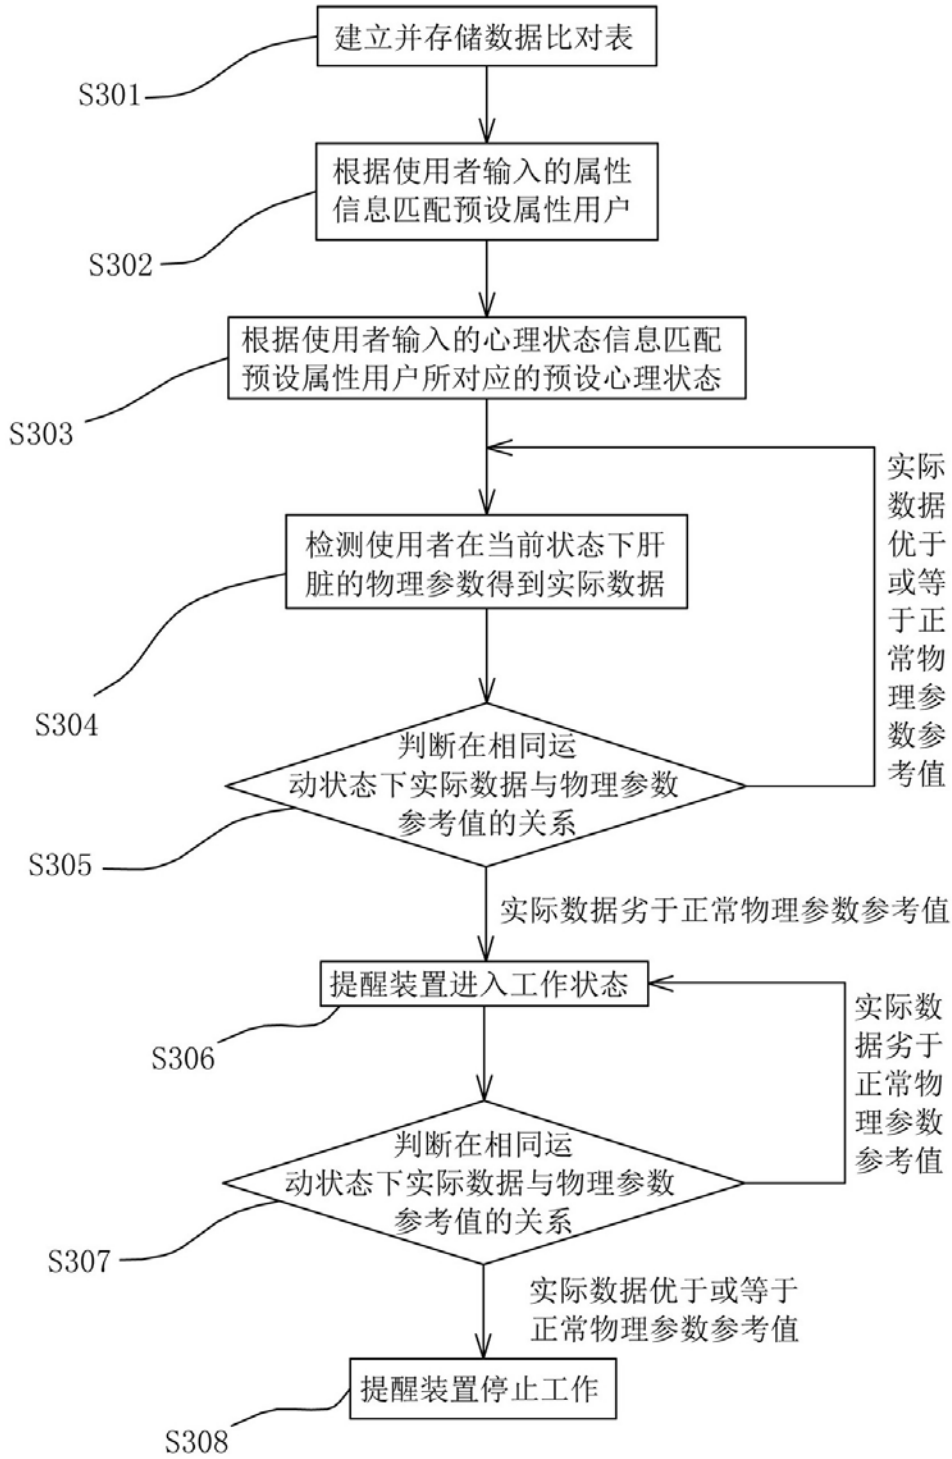 建立并存储数据比对表
S301
根据使用者输入的属性
信息匹配预设属性用户
S302
根据使用者输入的心理状态信息匹配
预设属性用户所对应的预设心理状态
S303
实际
数据
优于
或等
于正
常物
理参
数参
考值
检测使用者在当前状态下肝
脏的物理参数得到实际数据
S304
判断在相同运
动状态下实际数据与物理参数
参考值的关系
S305
实际数据劣于正常物理参数参考值
提醒装置进入工作状态
S306
实际数
据劣于
正常物
理参数
参考值
判断在相同运
动状态下实际数据与物理参数
参考值的关系
S307
实际数据优于或等于
正常物理参数参考值
提醒装置停止工作
S308